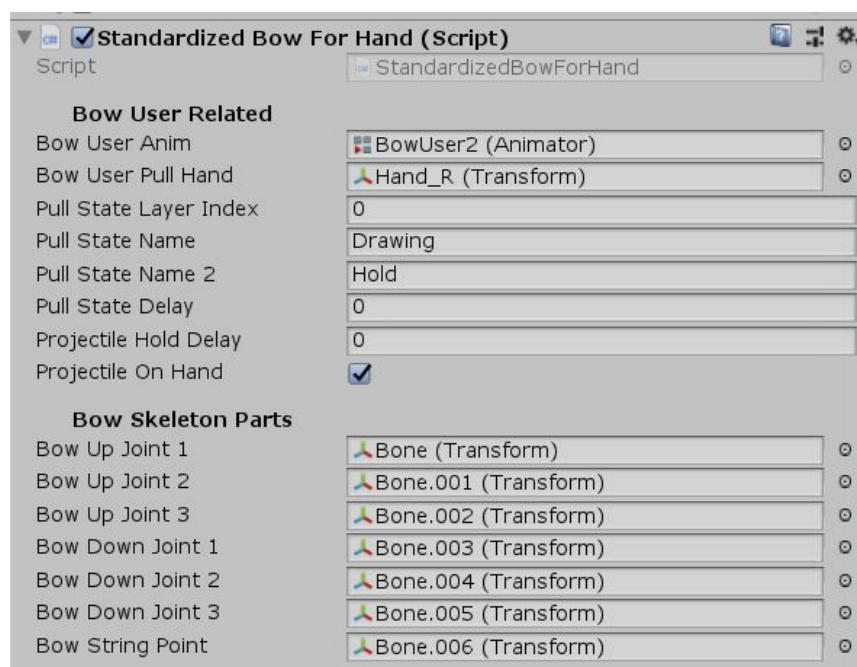 Standardized Bow For Hand (Script)
Script StandardizedBowForHand
Bow User Related
Bow User Anim BowUser2 (Animator)
Bow User Pull Hand Hand_R (Transform)
Pull State Layer Index 0
Pull State Name Drawing
Pull State Name 2 Hold
Pull State Delay 0
Projectile Hold Delay 0
Projectile On Hand
Bow Skeleton Parts
Bow Up Joint 1 Bone (Transform)
Bow Up Joint 2 Bone.001 (Transform)
Bow Up Joint 3 Bone.002 (Transform)
Bow Down Joint 1 Bone.003 (Transform)
Bow Down Joint 2 Bone.004 (Transform)
Bow Down Joint 3 Bone.005 (Transform)
Bow String Point Bone.006 (Transform)